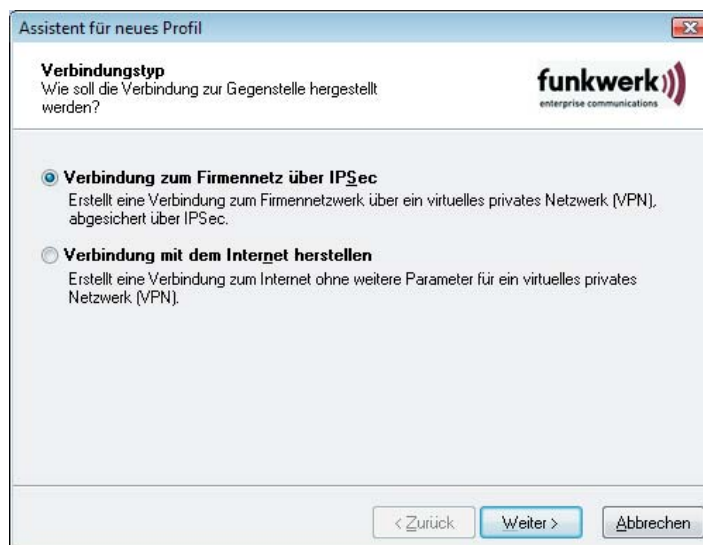 Assistent für neues Profil
Verbindungstyp
Wie soll die Verbindung zur Gegenstelle hergestellt
werden?
funkwerk
enterprise communications
Verbindung zum Firmennetz über IPSec
Erstellt eine Verbindung zum Firmennetzwerk über ein virtuelles privates Netzwerk (VPN),
abgesichert über IPSec.
Verbindung mit dem Internet herstellen
Erstellt eine Verbindung zum Internet ohne weitere Parameter für ein virtuelles privates
Netzwerk (VPN).
< Zurück
Weiter >
Abbrechen